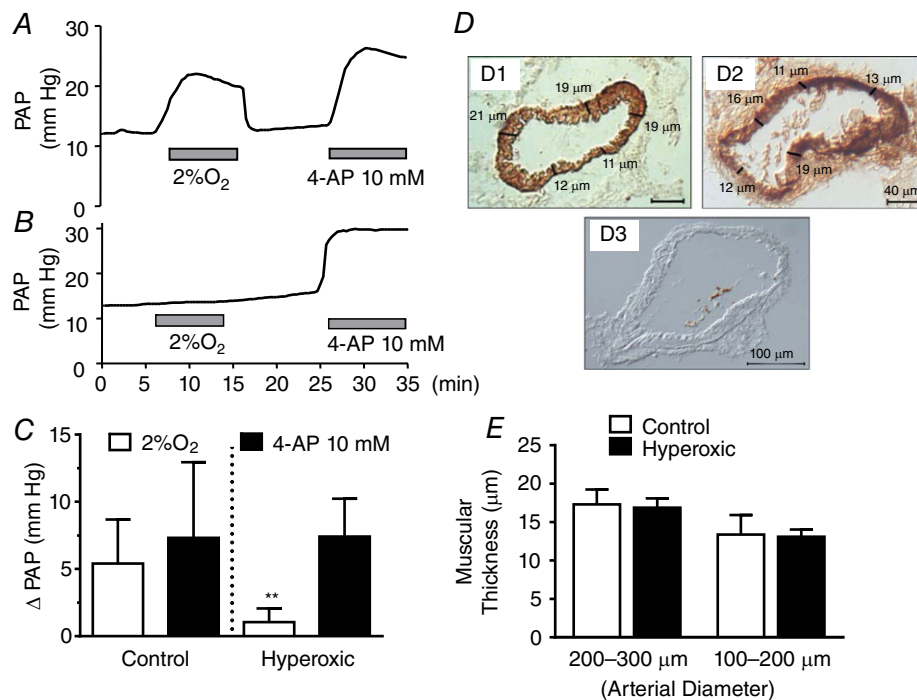 A
PAP
(mm Hg)
30
20
10
0
2%O₂
4-AP 10 mM
B
PAP
(mm Hg)
30
20
10
0
2%O₂
4-AP 10 mM
0 5 10 15 20 25 30 35 (min)
C
Δ PAP (mm Hg)
15
10
5
0
2%O₂
4-AP 10 mM
**
Control Hyperoxic
D
D1
19 μm
21 μm
19 μm
11 μm
12 μm
D2
11 μm
13 μm
16 μm
12 μm
19 μm
40 μm
D3
100 μm
E
Control
Hyperoxic
Muscular
Thickness (μm)
25
20
15
10
5
0
200–300 μm 100–200 μm
(Arterial Diameter)